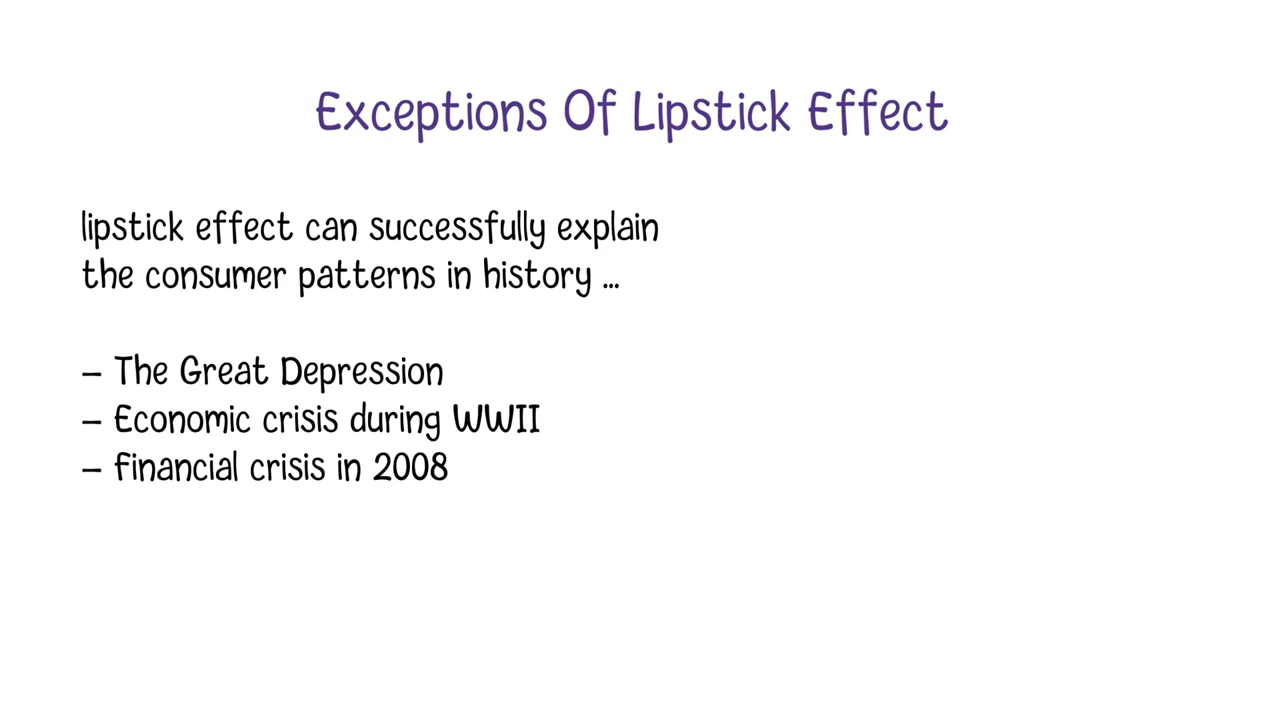 Exceptions Of Lipstick Effect
lipstick effect can successfully explain
the consumer patterns in history ...
– The Great Depression
– Economic crisis during WWII
– Financial crisis in 2008